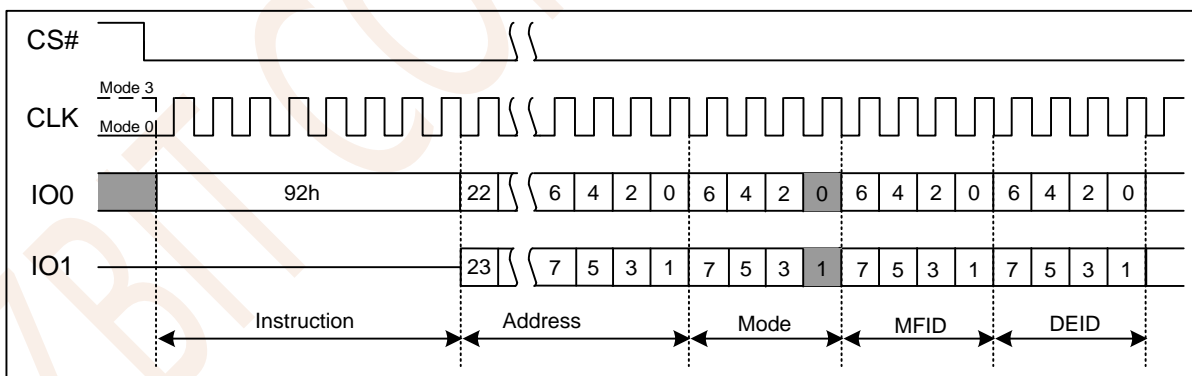 CS#
Mode 3
CLK
Mode 0
IO0 92h 22 6 4 2 0 6 4 2 0 6 4 2 0 6 4 2 0
IO1 23 7 5 3 1 7 5 3 1 7 5 3 1 7 5 3 1
Instruction Address Mode MFID DEID